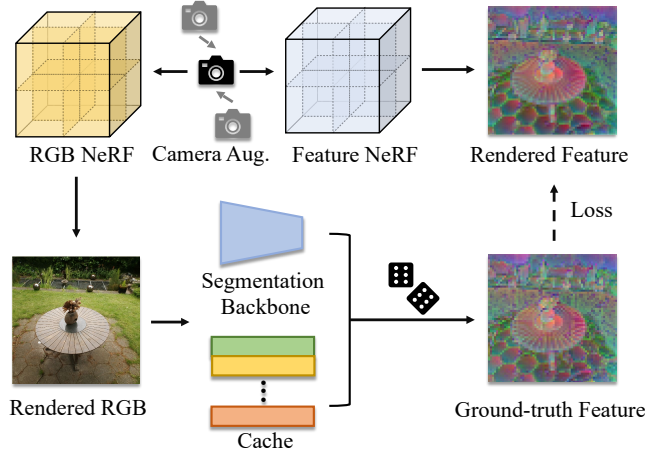 RGB NeRF
Camera Aug.
Feature NeRF
Rendered Feature
Loss
Segmentation
Backbone
Rendered RGB
Cache
Ground-truth Feature